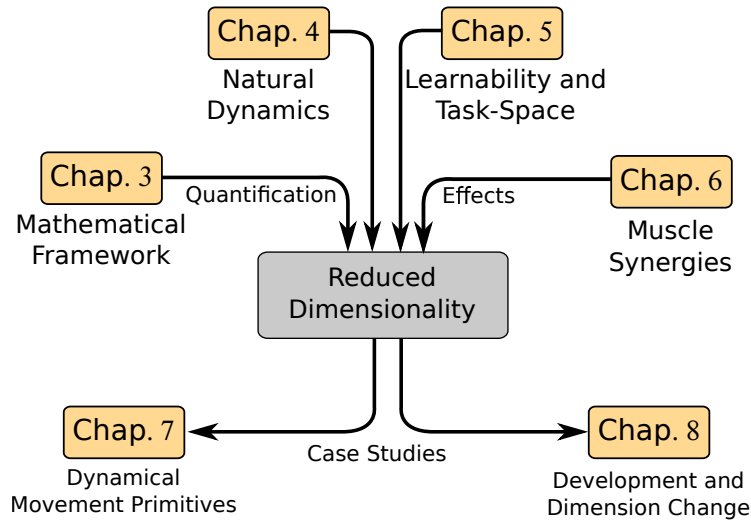 Chap. 4
Natural
Dynamics
Chap. 5
Learnability and
Task-Space
Chap. 3
Mathematical
Framework
Quantification
Effects
Chap. 6
Muscle
Synergies
Reduced
Dimensionality
Chap. 7
Dynamical
Movement Primitives
Case Studies
Chap. 8
Development and
Dimension Change